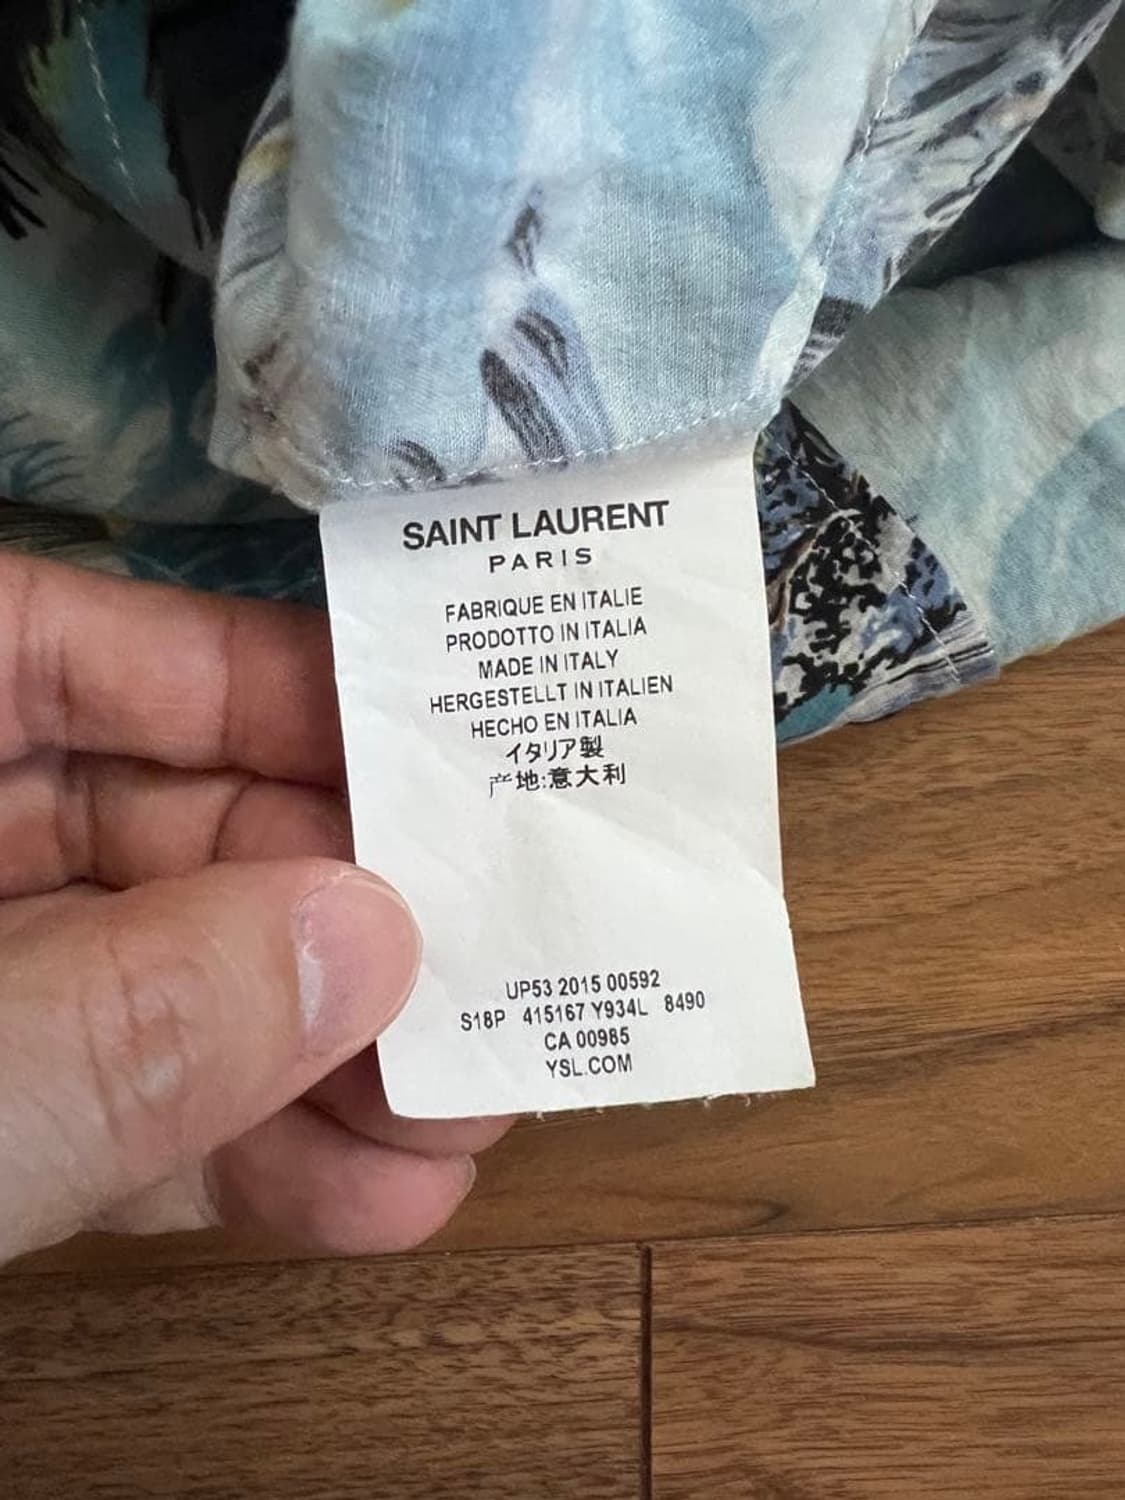 SAINT LAURENT
PARIS
FABRIQUE EN ITALIE
PRODOTTO IN ITALIA
MADE IN ITALY
HERGESTELLT IN ITALIEN
HECHO EN ITALIA
イタリア製
产地:意大利
UP53 2015 00592
S18P 415167 Y934L 8490
CA 00985
YSL.COM